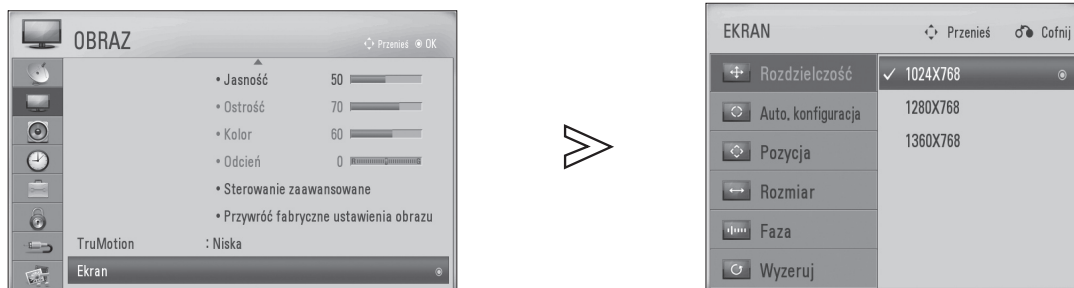 OBRAZ
Przenieś OK
• Jasność 50
• Ostrość 70
• Kolor 60
• Odcień 0
• Sterowanie zaawansowane
• Przywróć fabryczne ustawienia obrazu
TruMotion : Niska
Ekran
EKRAN
Przenieś Cofnij
Rozdzielczość
Auto. konfiguracja
Pozycja
Rozmiar
Faza
Wyzeruj
✓ 1024X768
1280X768
1360X768